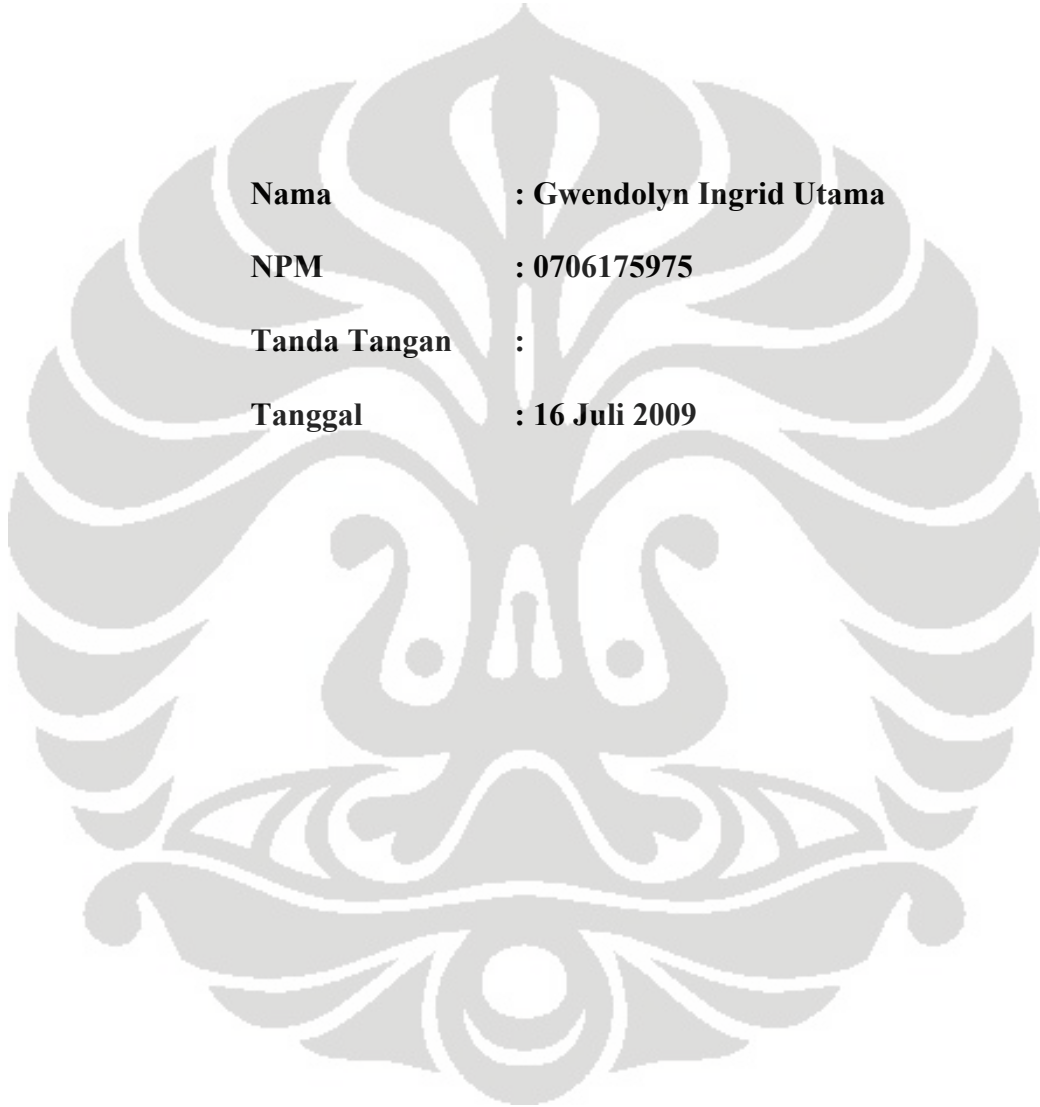 Nama : Gwendolyn Ingrid Utama
NPM : 0706175975
Tanda Tangan :
Tanggal : 16 Juli 2009